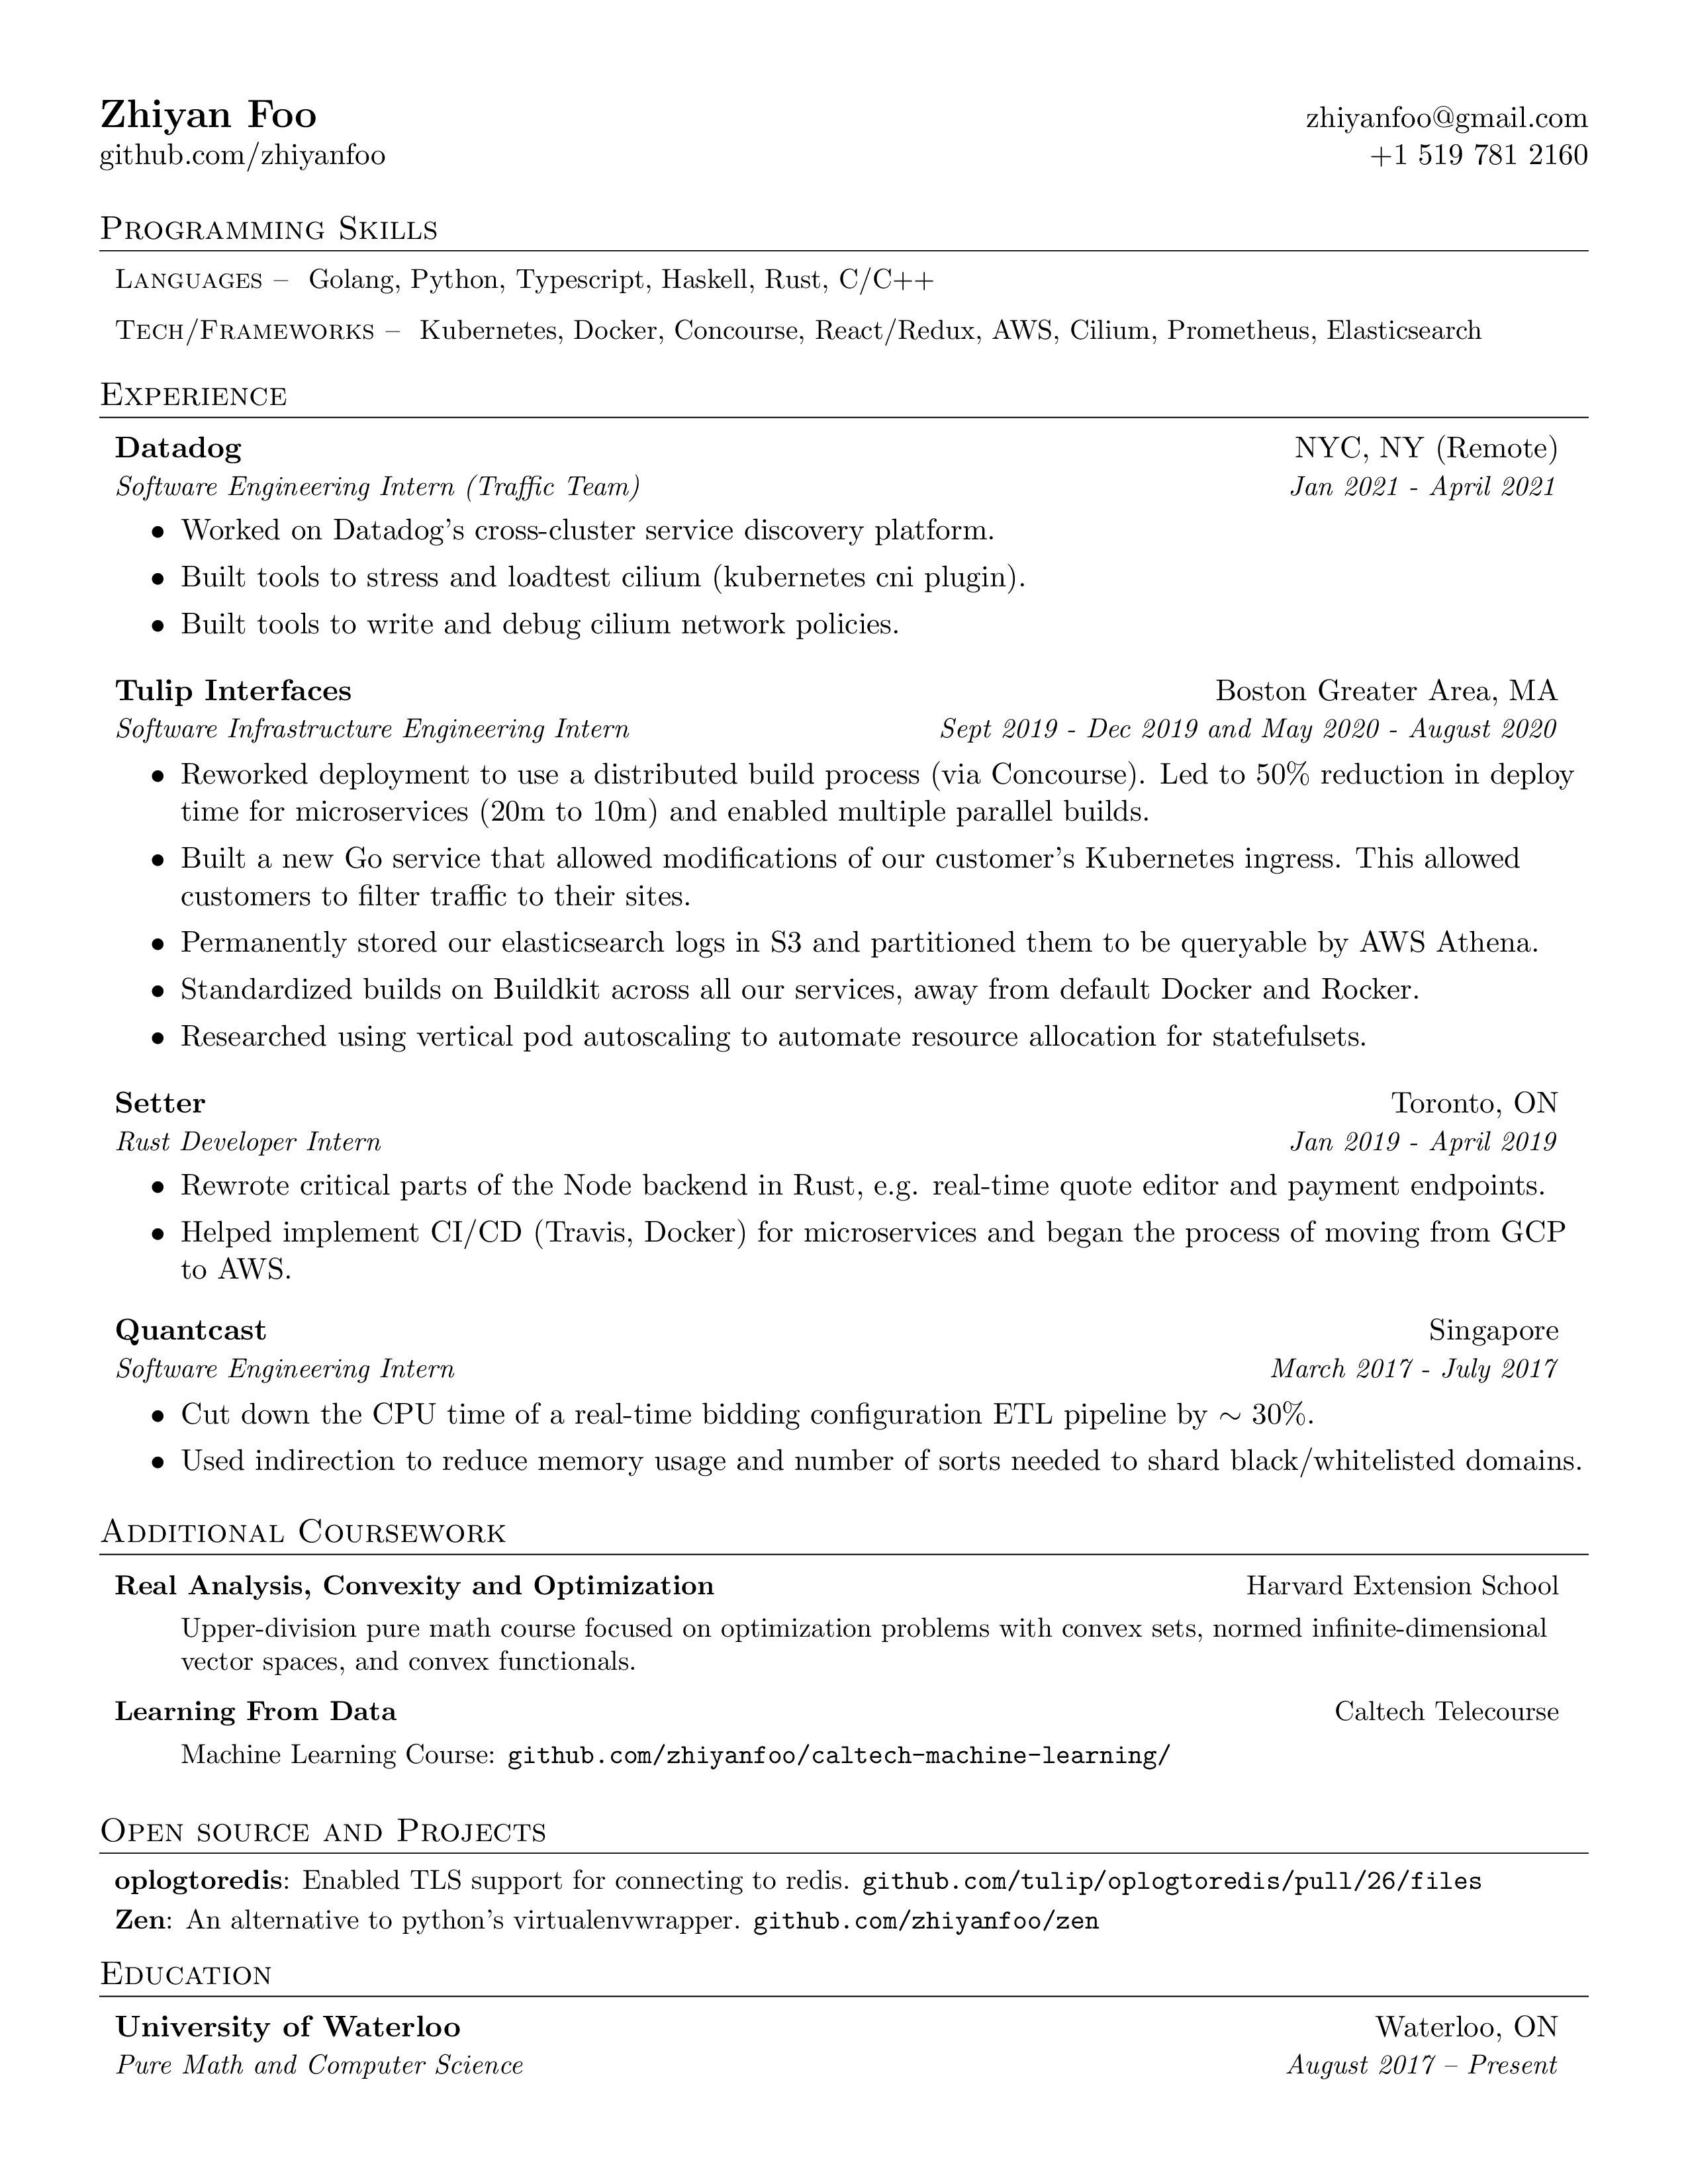 Zhiyan Foo zhiyanfoo@gmail.com
github.com/zhiyanfoo +1 519 781 2160
Programming Skills
Languages – Golang, Python, Typescript, Haskell, Rust, C/C++
Tech/Frameworks – Kubernetes, Docker, Concourse, React/Redux, AWS, Cilium, Prometheus, Elasticsearch
Experience
Datadog NYC, NY (Remote)
Software Engineering Intern (Traffic Team) Jan 2021 - April 2021
• Worked on Datadog's cross-cluster service discovery platform.
• Built tools to stress and loadtest cilium (kubernetes cni plugin).
• Built tools to write and debug cilium network policies.
Tulip Interfaces Boston Greater Area, MA
Software Infrastructure Engineering Intern Sept 2019 - Dec 2019 and May 2020 - August 2020
• Reworked deployment to use a distributed build process (via Concourse). Led to 50% reduction in deploy
time for microservices (20m to 10m) and enabled multiple parallel builds.
• Built a new Go service that allowed modifications of our customer's Kubernetes ingress. This allowed
customers to filter traffic to their sites.
• Permanently stored our elasticsearch logs in S3 and partitioned them to be queryable by AWS Athena.
• Standardized builds on Buildkit across all our services, away from default Docker and Rocker.
• Researched using vertical pod autoscaling to automate resource allocation for statefulsets.
Setter Toronto, ON
Rust Developer Intern Jan 2019 - April 2019
• Rewrote critical parts of the Node backend in Rust, e.g. real-time quote editor and payment endpoints.
• Helped implement CI/CD (Travis, Docker) for microservices and began the process of moving from GCP
to AWS.
Quantcast Singapore
Software Engineering Intern March 2017 - July 2017
• Cut down the CPU time of a real-time bidding configuration ETL pipeline by ∼ 30%.
• Used indirection to reduce memory usage and number of sorts needed to shard black/whitelisted domains.
Additional Coursework
Real Analysis, Convexity and Optimization Harvard Extension School
Upper-division pure math course focused on optimization problems with convex sets, normed infinite-dimensional
vector spaces, and convex functionals.
Learning From Data Caltech Telecourse
Machine Learning Course: github.com/zhiyanfoo/caltech-machine-learning/
Open source and Projects
oplogtoredis: Enabled TLS support for connecting to redis. github.com/tulip/oplogtoredis/pull/26/files
Zen: An alternative to python's virtualenvwrapper. github.com/zhiyanfoo/zen
Education
University of Waterloo Waterloo, ON
Pure Math and Computer Science August 2017 – Present